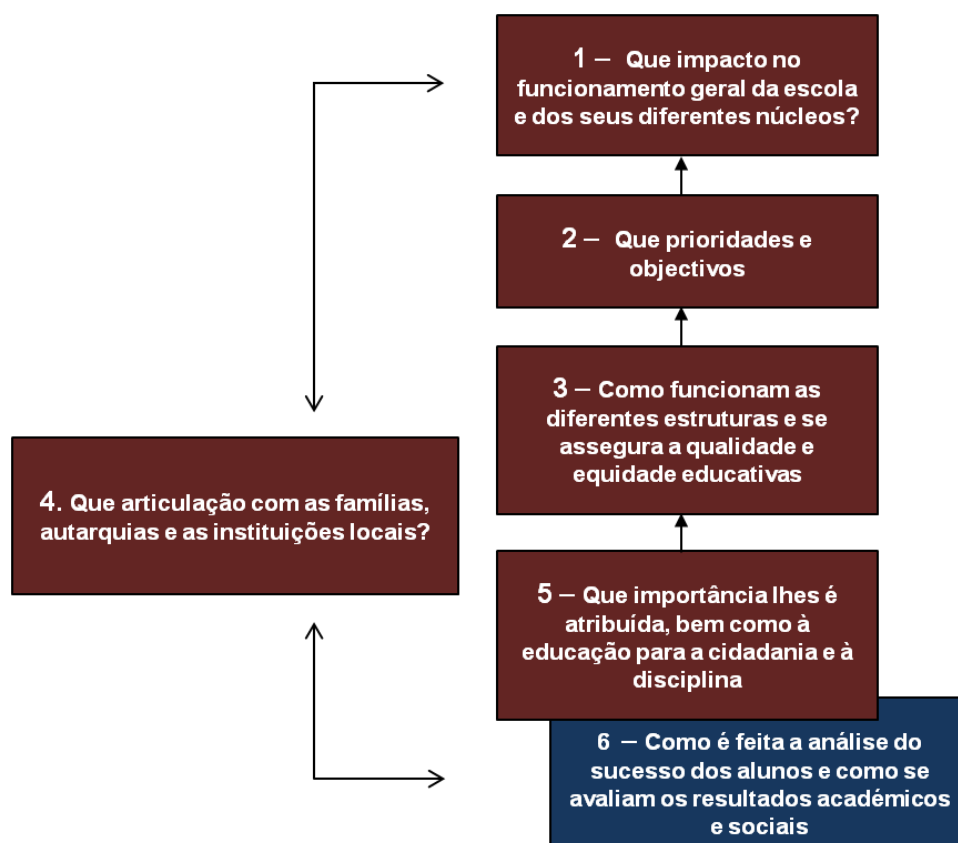 1 – Que impacto no
funcionamento geral da escola
e dos seus diferentes núcleos?
2 – Que prioridades e
objectivos
3 – Como funcionam as
diferentes estruturas e se
assegura a qualidade e
equidade educativas
4. Que articulação com as famílias,
autarquias e as instituições locais?
5 – Que importância lhes é
atribuída, bem como à
educação para a cidadania e à
disciplina
6 – Como é feita a análise do
sucesso dos alunos e como se
avaliam os resultados académicos
e sociais